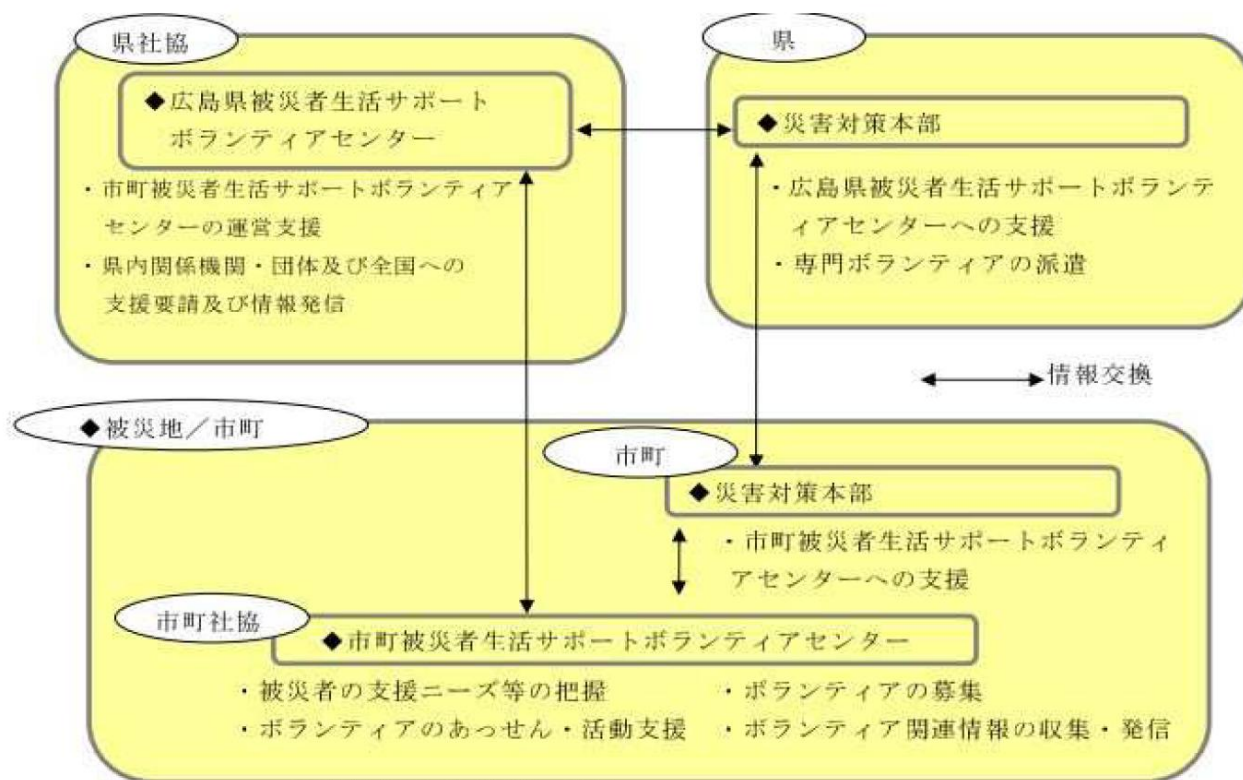 県社協
◆広島県被災者生活サポート
ボランティアセンター
・市町被災者生活サポートボランティア
センターの運営支援
・県内関係機関・団体及び全国への
支援要請及び情報発信
県
◆災害対策本部
・広島県被災者生活サポートボランテ
ィアセンターへの支援
・専門ボランティアの派遣
情報交換
◆被災地／市町
市町
◆災害対策本部
・市町被災者生活サポートボランティ
アセンターへの支援
市町社協
◆市町被災者生活サポートボランティアセンター
・被災者の支援ニーズ等の把握
・ボランティアのあっせん・活動支援
・ボランティアの募集
・ボランティア関連情報の収集・発信